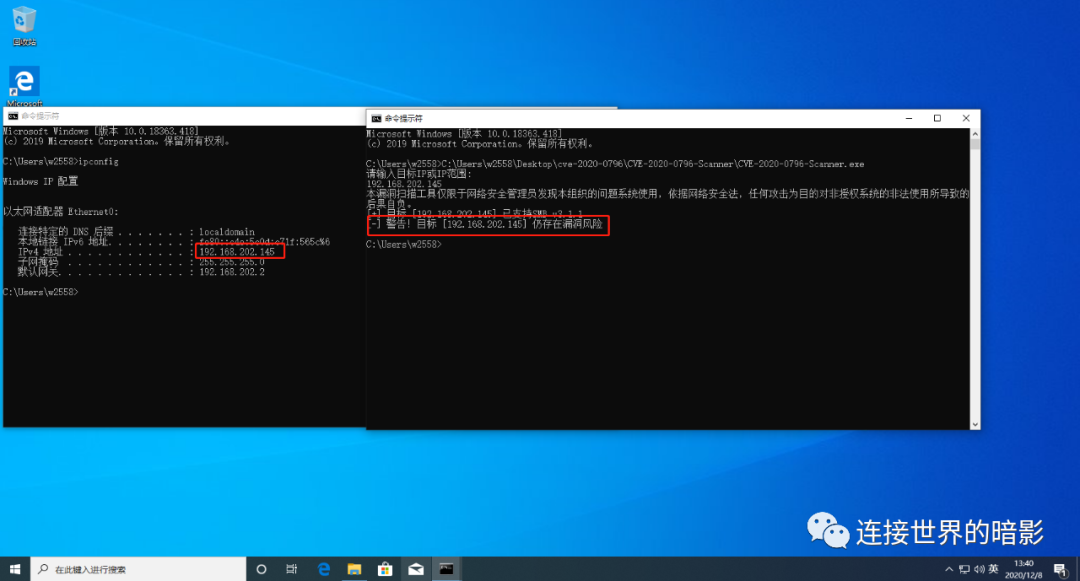 回收站
Microsoft
命令提示符
Microsoft Windows [版本 10.0.18363.418]
(c) 2019 Microsoft Corporation。保留所有权利。
C:\Users\w2558>ipconfig
Windows IP 配置
以太网适配器 Ethernet0:
连接特定的 DNS 后缀 . . . . . . . : localdomain
本地链接 IPv6 地址. . . . . . . . :
IPv4 地址 . . . . . . . . . . . . : 192.168.202.145
子网掩码 . . . . . . . . . . . . : 255.255.255.0
默认网关. . . . . . . . . . . . . : 192.168.202.2
C:\Users\w2558>
命令提示符
Microsoft Windows [版本 10.0.18363.418]
(c) 2019 Microsoft Corporation。保留所有权利。
C:\Users\w2558>C:\Users\w2558\Desktop\cve-2020-0796\CVE-2020-0796-Scanner\CVE-2020-0796-Scanner.exe
请输入目标IP或IP范围:
192.168.202.145
本漏洞扫描工具仅限于网络安全管理员发现本组织的问题系统使用，依据网络安全法，任何攻击为目的对非授权系统的非法使用所导致的
后果自负。
[+] 目标 [192.168.202.145] 已支持SMB v3.1.1
[-] 警告! 目标 [192.168.202.145] 仍存在漏洞风险
C:\Users\w2558>
连接世界的暗影
在此键入进行搜索
英
13:40
2020/12/8
1